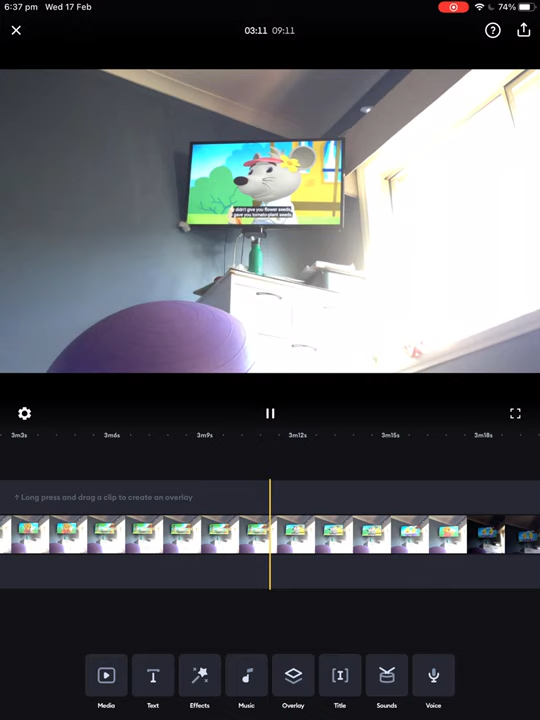 6:37 pm Wed 17 Feb
74%
03:11 09:11
didn't give you flower seeds,
I gave you tomato-plant seeds.
3m3s 3m6s 3m9s 3m12s 3m15s 3m18s
Long press and drag a clip to create an overlay
Media Text Effects Music Overlay Title Sounds Voice